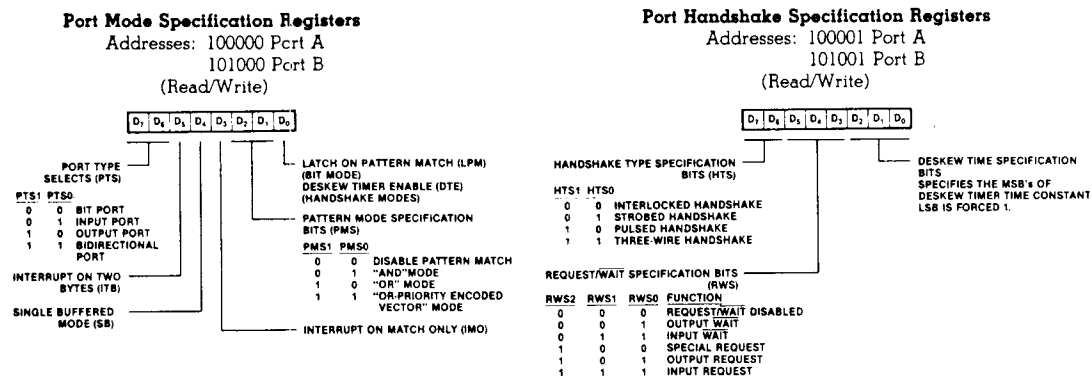 Port Mode Specification Registers
Addresses: 100000 Port A
101000 Port B
(Read/Write)
D7 D6 D5 D4 D3 D2 D1 D0
PORT TYPE
SELECTS (PTS)
PTS1 PTS0
0 0 BIT PORT
0 1 INPUT PORT
1 0 OUTPUT PORT
1 1 BIDIRECTIONAL
PORT
INTERRUPT ON TWO
BYTES (ITB)
SINGLE BUFFERED
MODE (SB)
LATCH ON PATTERN MATCH (LPM)
(BIT MODE)
DESKEW TIMER ENABLE (DTE)
(HANDSHAKE MODES)
PATTERN MODE SPECIFICATION
BITS (PMS)
PMS1 PMS0
0 0 DISABLE PATTERN MATCH
0 1 "AND" MODE
1 0 "OR" MODE
1 1 "OR-PRIORITY ENCODED
VECTOR" MODE
INTERRUPT ON MATCH ONLY (IMO)
Port Handshake Specification Registers
Addresses: 100001 Port A
101001 Port B
(Read/Write)
D7 D6 D5 D4 D3 D2 D1 D0
HANDSHAKE TYPE SPECIFICATION
BITS (HTS)
HTS1 HTS0
0 0 INTERLOCKED HANDSHAKE
0 1 STROBED HANDSHAKE
1 0 PULSED HANDSHAKE
1 1 THREE-WIRE HANDSHAKE
REQUEST/WAIT SPECIFICATION BITS
(RWS)
RWS2 RWS1 RWS0 FUNCTION
0 0 0 REQUEST/WAIT DISABLED
0 0 1 OUTPUT WAIT
0 1 1 INPUT WAIT
1 0 0 SPECIAL REQUEST
1 0 1 OUTPUT REQUEST
1 1 1 INPUT REQUEST
DESKEW TIME SPECIFICATION
BITS
SPECIFIES THE MSB's OF
DESKEW TIMER TIME CONSTANT
LSB IS FORCED 1.